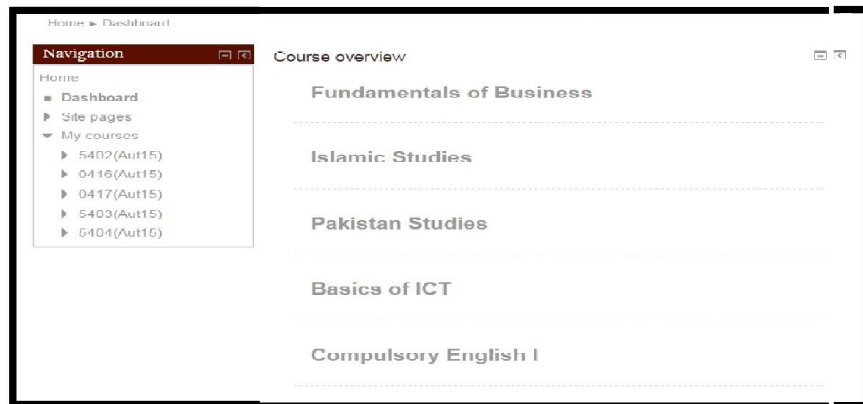 Home ► Dashboard
Navigation
Home
Dashboard
Site pages
My courses
5402(Aut15)
0416(Aut15)
0417(Aut15)
5403(Aut15)
5404(Aut15)
Course overview
Fundamentals of Business
Islamic Studies
Pakistan Studies
Basics of ICT
Compulsory English I